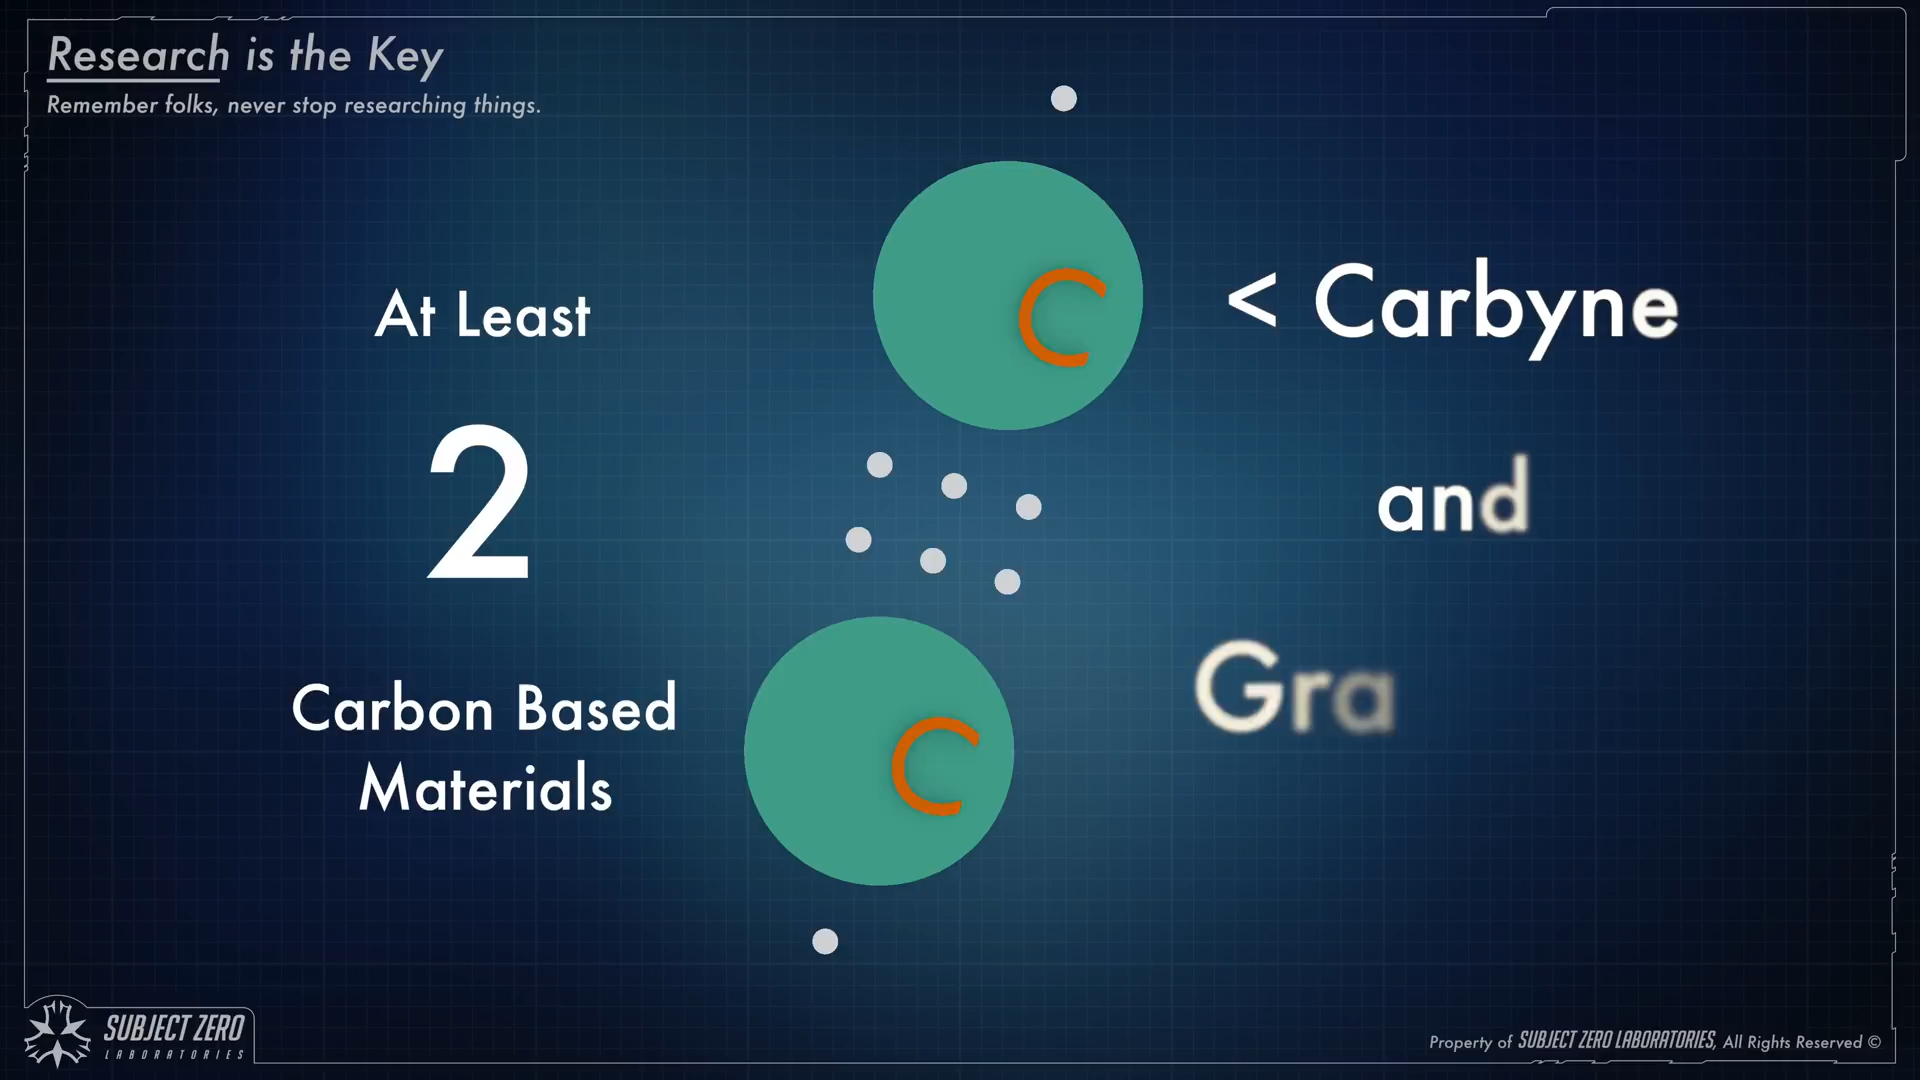 Research is the Key
Remember folks, never stop researching things.
At Least
2
Carbon Based
Materials
C
C
< Carbyne
and
Gra
SUBJECT ZERO
LABORATORIES
Property of SUBJECT ZERO LABORATORIES, All Rights Reserved ©